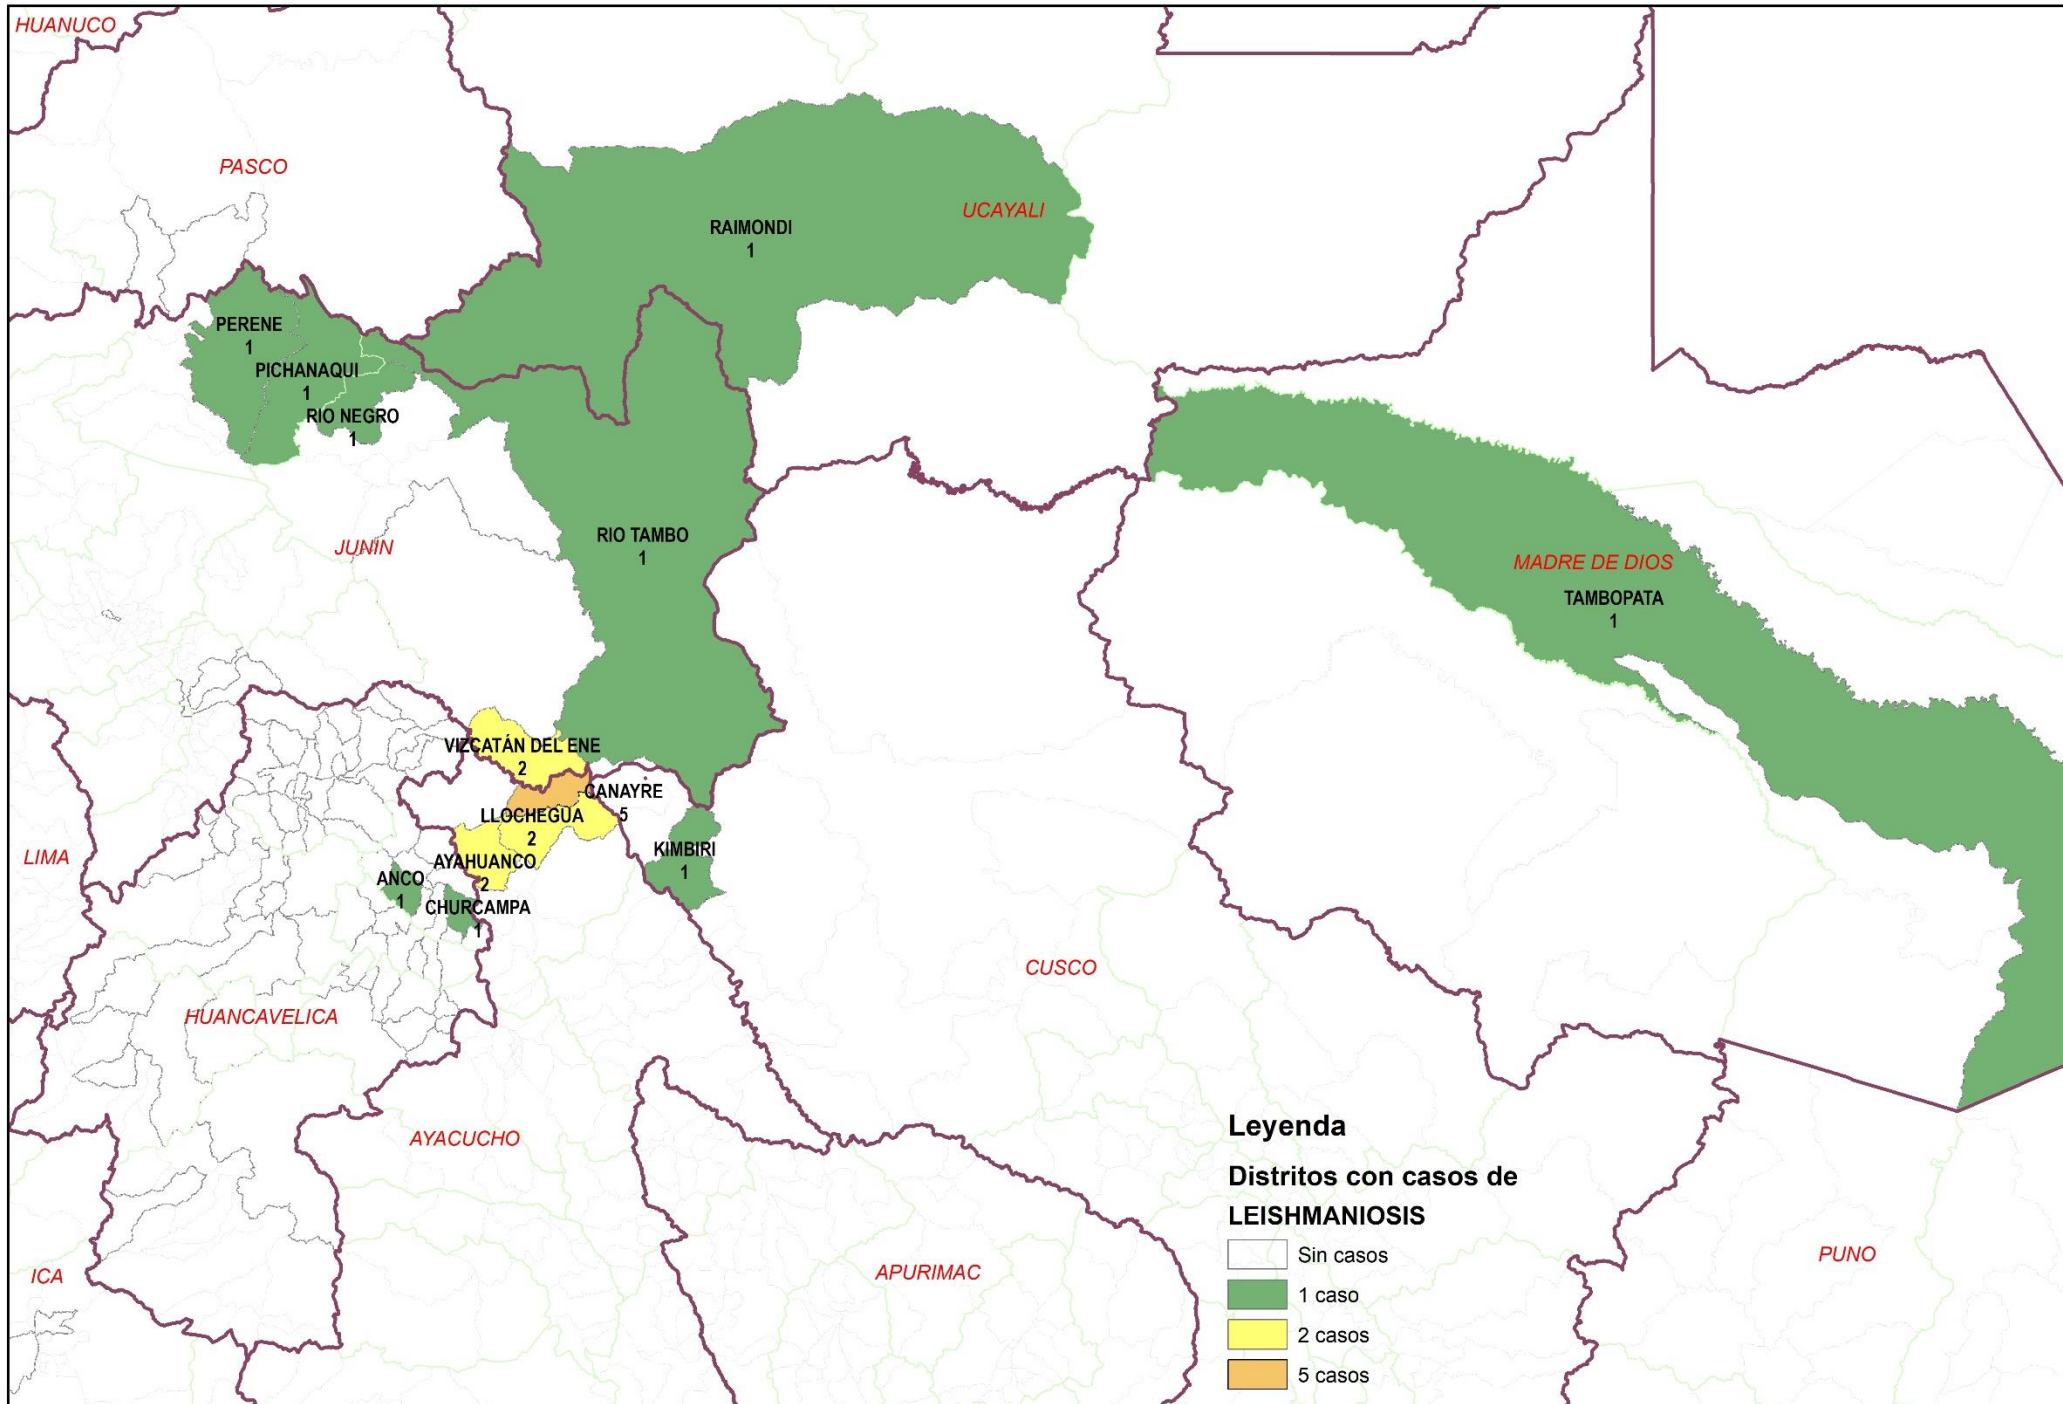 HUANUCO
PASCO
UCAYALI
RAIMONDI
1
PERENE
1
PICHANAQUI
1
RIO NEGRO
1
JUNIN
RIO TAMBO
1
MADRE DE DIOS
TAMBOPATA
1
VIZCATÁN DEL ENE
2
CANAYRE
5
LLOCHEGUA
2
LIMA
KIMBIRI
1
AYAHUANCO
2
ANCO
1
CHURCAMPA
1
CUSCO
HUANCAVELICA
AYACUCHO
ICA
APURIMAC
PUNO
Leyenda
Distritos con casos de
LEISHMANIOSIS
Sin casos
1 caso
2 casos
5 casos